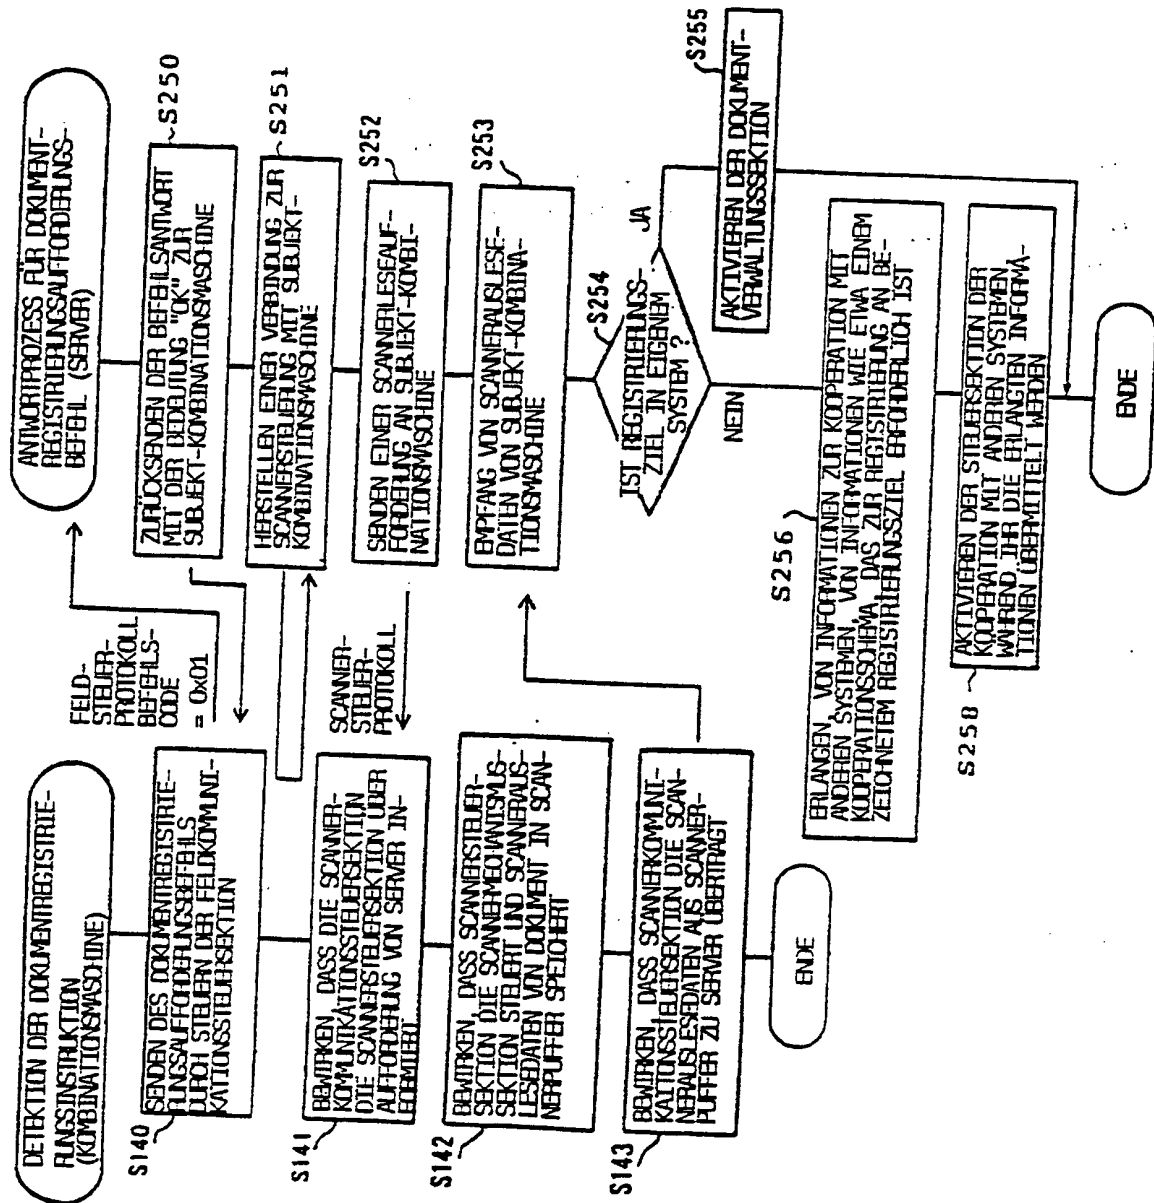 DETEKTION DER DOKUMENTREGISTRIE-
RUNGSINSTRUKTION
(KOMBINATIONSMASCHINE)
S140
SENDEN DES DOKUMENTREGISTRIE-
RUNGSAUFFORDERUNGSBEFEHLS
DURCH STEUERN DER FELDKOMMUNI-
KATIONSSTEUERSEKTION
S141
BEWIRKEN, DASS DIE SCANNER-
KOMMUNIKATIONSSTEUERSEKTION
DIE SCANNERSTEUERSEKTION ÜBER
AUFFORDERUNG VON SERVER IN-
FORMIERT
S142
BEWIRKEN, DASS SCANNERSTEUER-
SEKTION DIE SCANNERMECHANISMUS-
SEKTION STEUERT UND SCANNERAUS-
LESEDATEN VON DOKUMENT IN SCAN-
NERPUFFER SPEICHERT
S143
BEWIRKEN, DASS SCANNERKOMMUNI-
KATIONSSTEUERSEKTION DIE SCAN-
NERAUSLESEDATEN AUS SCANNER-
PUFFER ZU SERVER ÜBERTRAGT
ENDE
FELD-
STEUER-
PROTOKOLL
BEFEHLS-
CODE
= 0x01
SCANNER-
STEUER-
PROTOKOLL
ANTWORTPROZESS FÜR DOKUMENT-
REGISTRIERUNGSAUFFORDERUNGS-
BEFEHL (SERVER)
S250
ZURÜCKSENDEN DER BEFEHLSANTWORT
MIT DER BEDEUTUNG "OK" ZUR
SUBJEKT-KOMBINATIONSMASCHINE
S251
HERSTELLEN EINER VERBINDUNG ZUR
SCANNERSTEUERUNG MIT SUBJEKT-
KOMBINATIONSMASCHINE
S252
SENDEN EINER SCANNERLESEAUF-
FORDERUNG AN SUBJEKT-KOMBI-
NATIONSMASCHINE
S253
EMPFANG VON SCANNERAUSLESE-
DATEN VON SUBJEKT-KOMBINA-
TIONSMASCHINE
S254
IST REGISTRIERUNGS-
ZIEL IN EIGENEM
SYSTEM ?
JA
NEIN
S255
AKTIVIEREN DER DOKUMENT-
VERWALTUNGSSEKTION
S256
ERLANGEN, VON INFORMATIONEN ZUR KOOPERATION MIT
ANDEREN SYSTEMEN, VON INFORMATIONEN WIE ETWA EINEM
KOOPERATIONSSCHEMA, DAS ZUR REGISTRIERUNG AN BE-
ZEICHNETEM REGISTRIERUNGSZIEL ERFORDERLICH IST
S258
AKTIVIEREN DER STEUERSEKTION DER
KOOPERATION MIT ANDEREN SYSTEMEN
WÄHREND IHR DIE ERLANGTEN INFORMA-
TIONEN ÜBERMITTELT WERDEN
ENDE